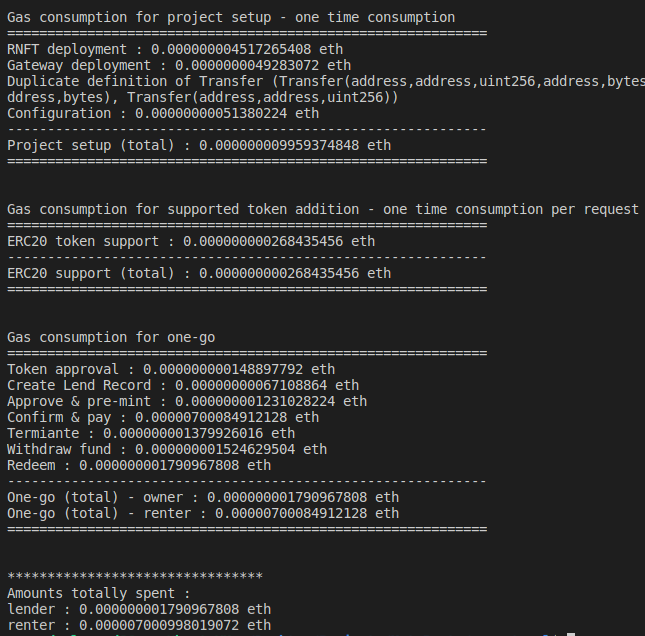 Gas consumption for project setup - one time consumption
============================================================
RNFT deployment : 0.000000004517265408 eth
Gateway deployment : 0.0000000049283072 eth
Duplicate definition of Transfer (Transfer(address,address,uint256,address,bytes
ddress,bytes), Transfer(address,address,uint256))
Configuration : 0.00000000051380224 eth
------------------------------------------------------------
Project setup (total) : 0.000000009959374848 eth
============================================================
Gas consumption for supported token addition - one time consumption per request
============================================================
ERC20 token support : 0.000000000268435456 eth
------------------------------------------------------------
ERC20 support (total) : 0.000000000268435456 eth
============================================================
Gas consumption for one-go
============================================================
Token approval : 0.000000000148897792 eth
Create Lend Record : 0.00000000067108864 eth
Approve & pre-mint : 0.000000001231028224 eth
Confirm & pay : 0.00000700084912128 eth
Termiante : 0.000000001379926016 eth
Withdraw fund : 0.000000001524629504 eth
Redeem : 0.000000001790967808 eth
------------------------------------------------------------
One-go (total) - owner : 0.000000001790967808 eth
One-go (total) - renter : 0.00000700084912128 eth
============================================================
********************************
Amounts totally spent :
lender : 0.000000001790967808 eth
renter : 0.000007000998019072 eth